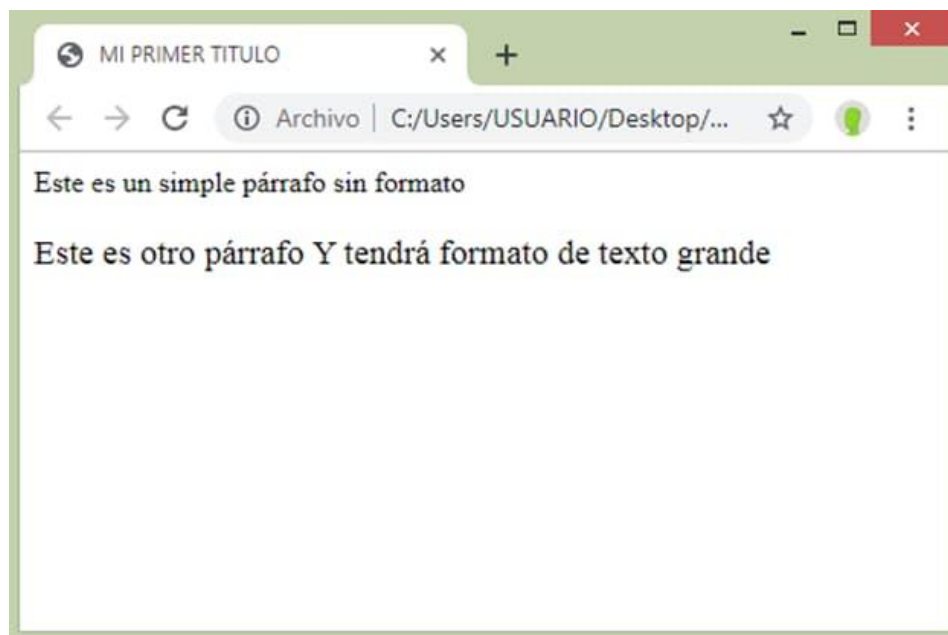 MI PRIMER TITULO
Archivo | C:/Users/USUARIO/Desktop/...
Este es un simple párrafo sin formato
Este es otro párrafo Y tendrá formato de texto grande